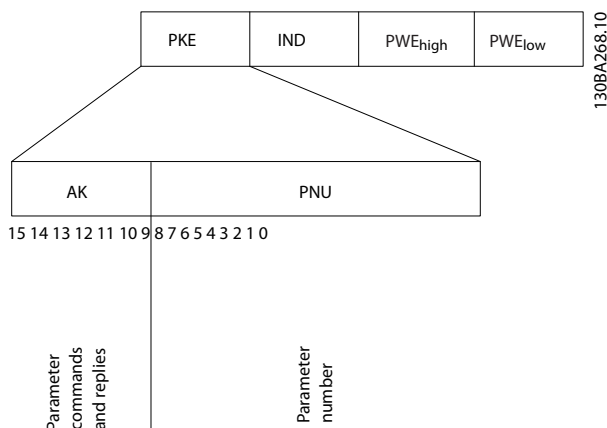 PKE IND PWEhigh PWElow
130BA268.10
AK PNU
15 14 13 12 11 10 9 8 7 6 5 4 3 2 1 0
Parameter
commands
and replies
Parameter
number